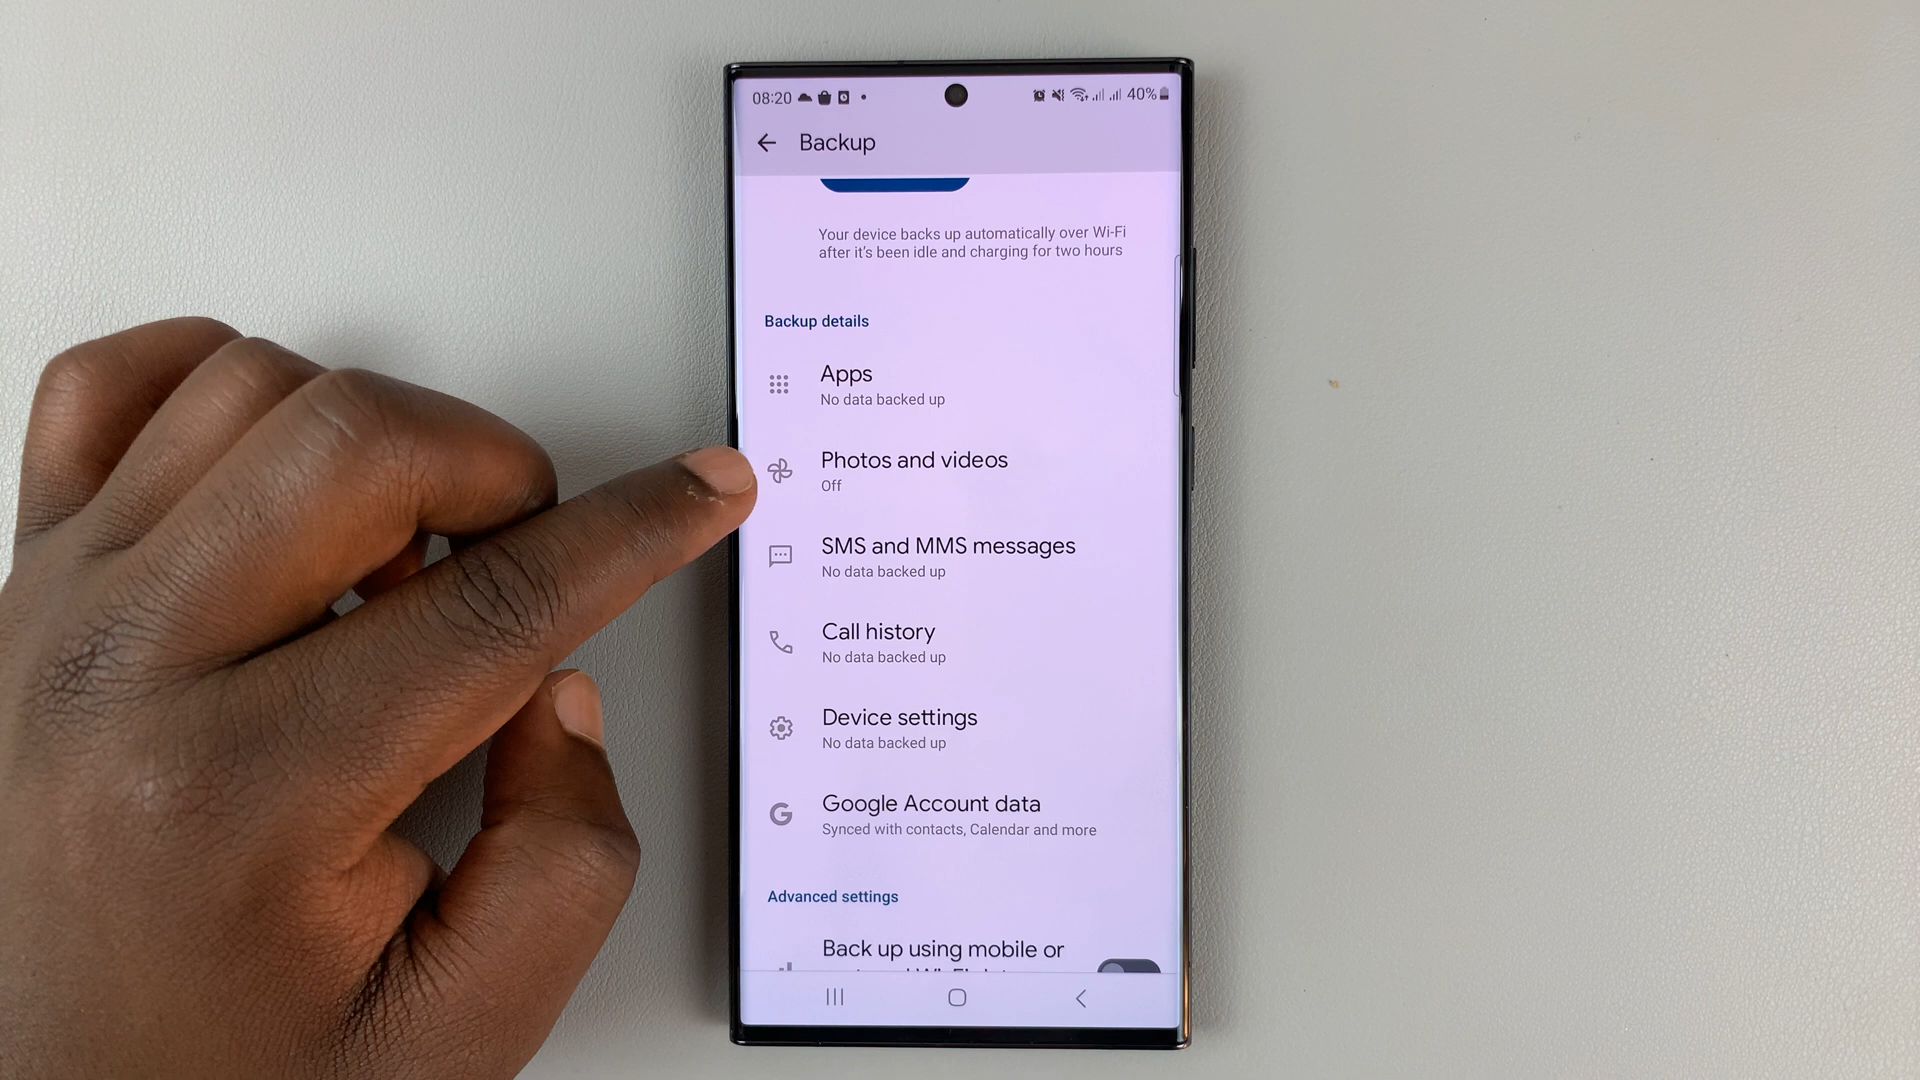 08:20
40%
Backup
Your device backs up automatically over Wi-Fi
after it's been idle and charging for two hours
Backup details
Apps
No data backed up
Photos and videos
Off
SMS and MMS messages
No data backed up
Call history
No data backed up
Device settings
No data backed up
Google Account data
Synced with contacts, Calendar and more
Advanced settings
Back up using mobile or